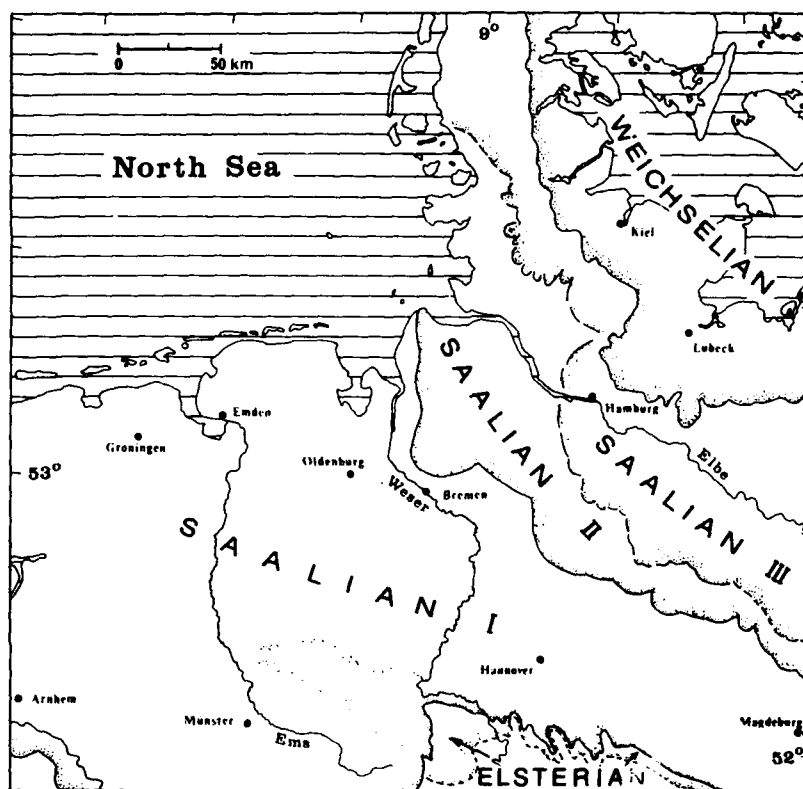 9°
0 50 km
North Sea
WEICHSELIAN
Kiel
Lubeck
SAALIAN II
Hamburg
Emden
Groningen
Oldenburg
SAALIAN III
Elbe
53°
Weser
Bremen
SAALIAN I
Hannover
Arnhem
Munster
Ems
Magdeburg
52°
ELSTERIAN